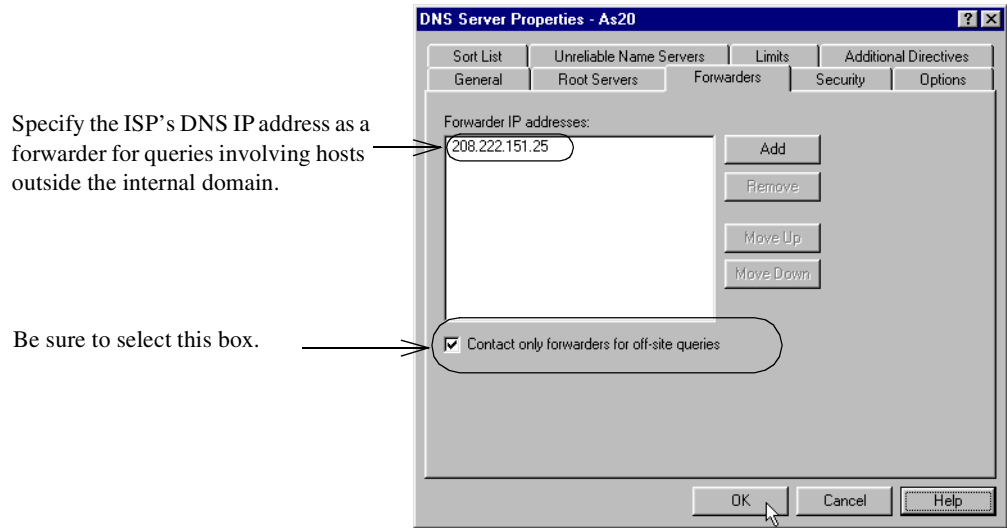 DNS Server Properties - As20
Sort List
Unreliable Name Servers
Limits
Additional Directives
General
Root Servers
Forwarders
Security
Options
Specify the ISP's DNS IP address as a
forwarder for queries involving hosts
outside the internal domain.
Forwarder IP addresses:
208.222.151.25
Add
Remove
Move Up
Move Down
Be sure to select this box.
Contact only forwarders for off-site queries
OK
Cancel
Help